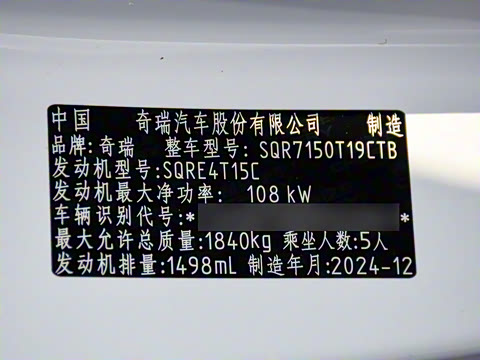 中国 奇瑞汽车股份有限公司 制造
品牌:奇瑞 整车型号: SQR7150T19CTB
发动机型号:SQRE4T15C
发动机最大净功率: 108 kW
车辆识别代号:* *
最大允许总质量:1840kg 乘坐人数:5人
发动机排量:1498mL 制造年月:2024-12